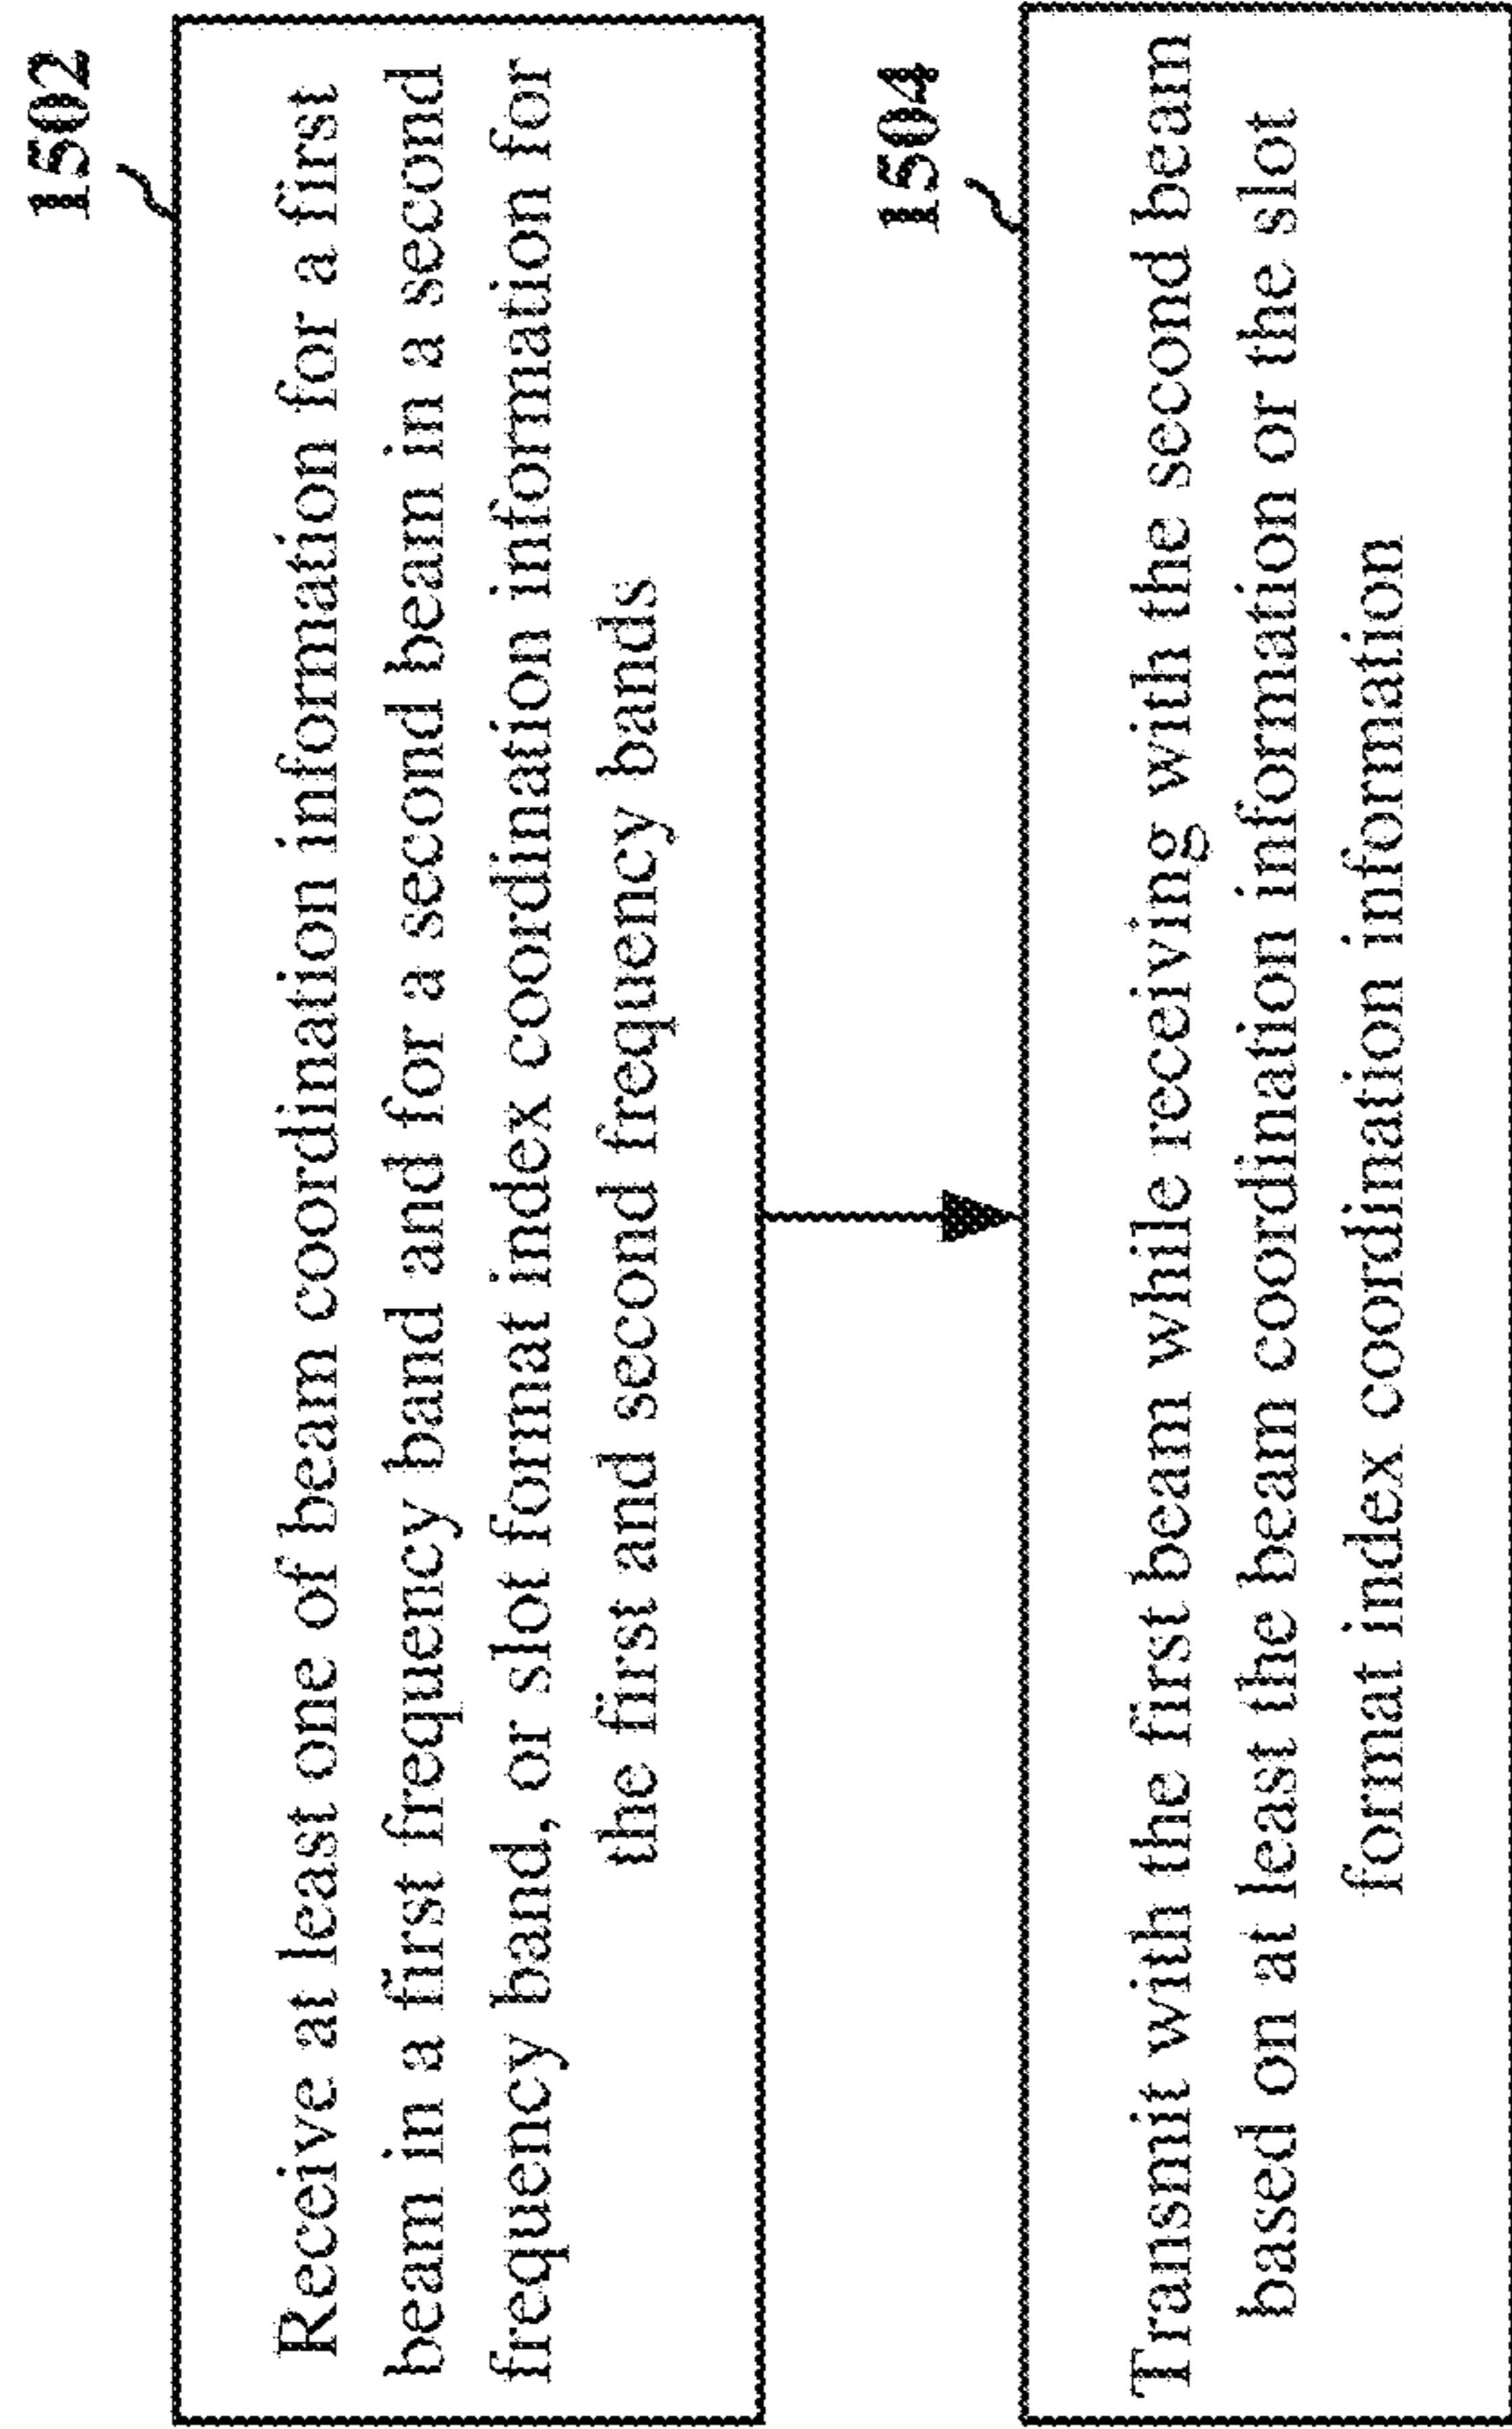 1502
Receive at least one of beam coordination information for a first
beam in a first frequency band and for a second beam in a second
frequency band, or slot format index coordination information for
the first and second frequency bands
1504
Transmit with the first beam while receiving with the second beam
based on at least the beam coordination information or the slot
format index coordination information